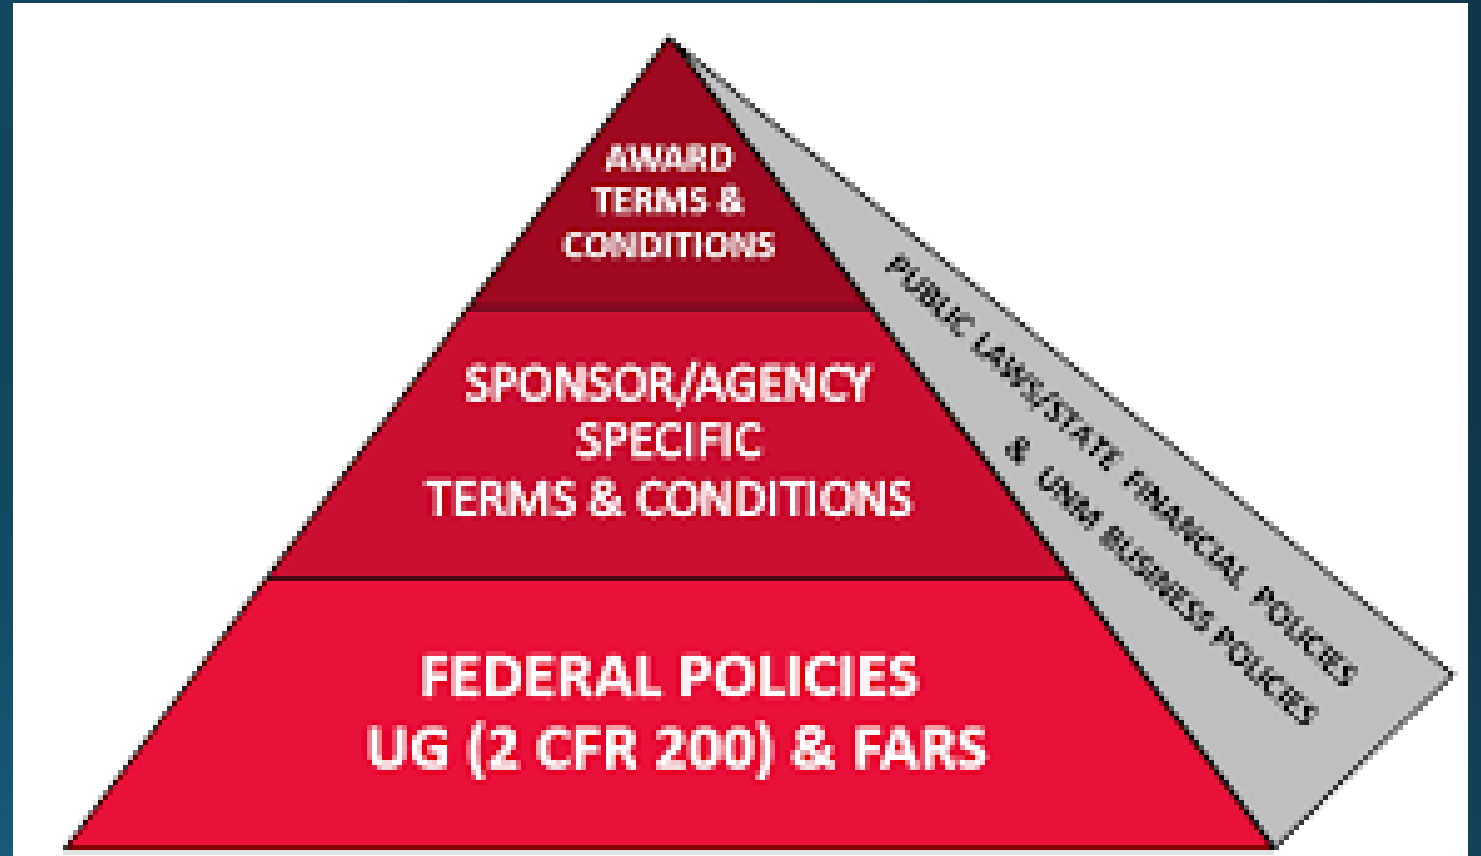 AWARD
TERMS &
CONDITIONS
SPONSOR/AGENCY
SPECIFIC
TERMS & CONDITIONS
FEDERAL POLICIES
UG (2 CFR 200) & FARS
PUBLIC LAWS/STATE FINANCIAL POLICIES
& UNM BUSINESS POLICIES